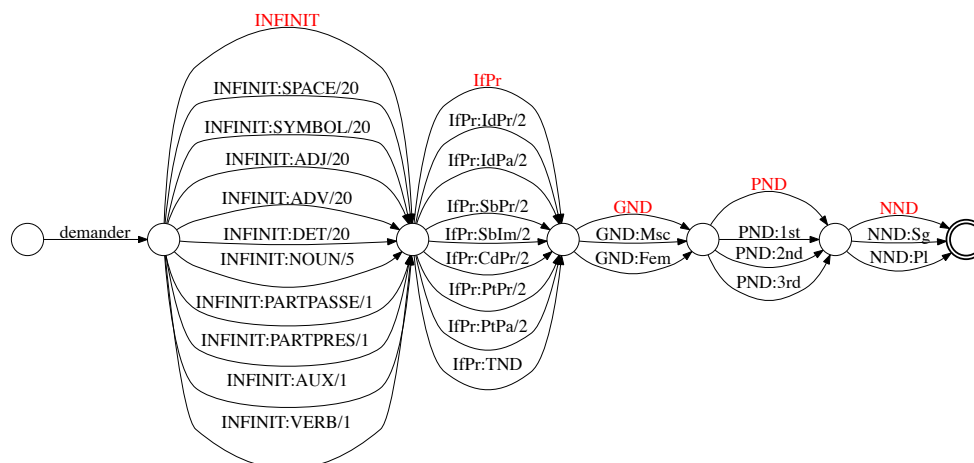 demander
INFINIT
INFINIT:SPACE/20
INFINIT:SYMBOL/20
INFINIT:ADJ/20
INFINIT:ADV/20
INFINIT:DET/20
INFINIT:NOUN/5
INFINIT:PARTPASSE/1
INFINIT:PARTPRES/1
INFINIT:AUX/1
INFINIT:VERB/1
IfPr
IfPr:IdPr/2
IfPr:IdPa/2
IfPr:SbPr/2
IfPr:SbIm/2
IfPr:CdPr/2
IfPr:PtPr/2
IfPr:PtPa/2
IfPr:TND
GND
GND:Msc
GND:Fem
PND
PND:1st
PND:2nd
PND:3rd
NND
NND:Sg
NND:Pl